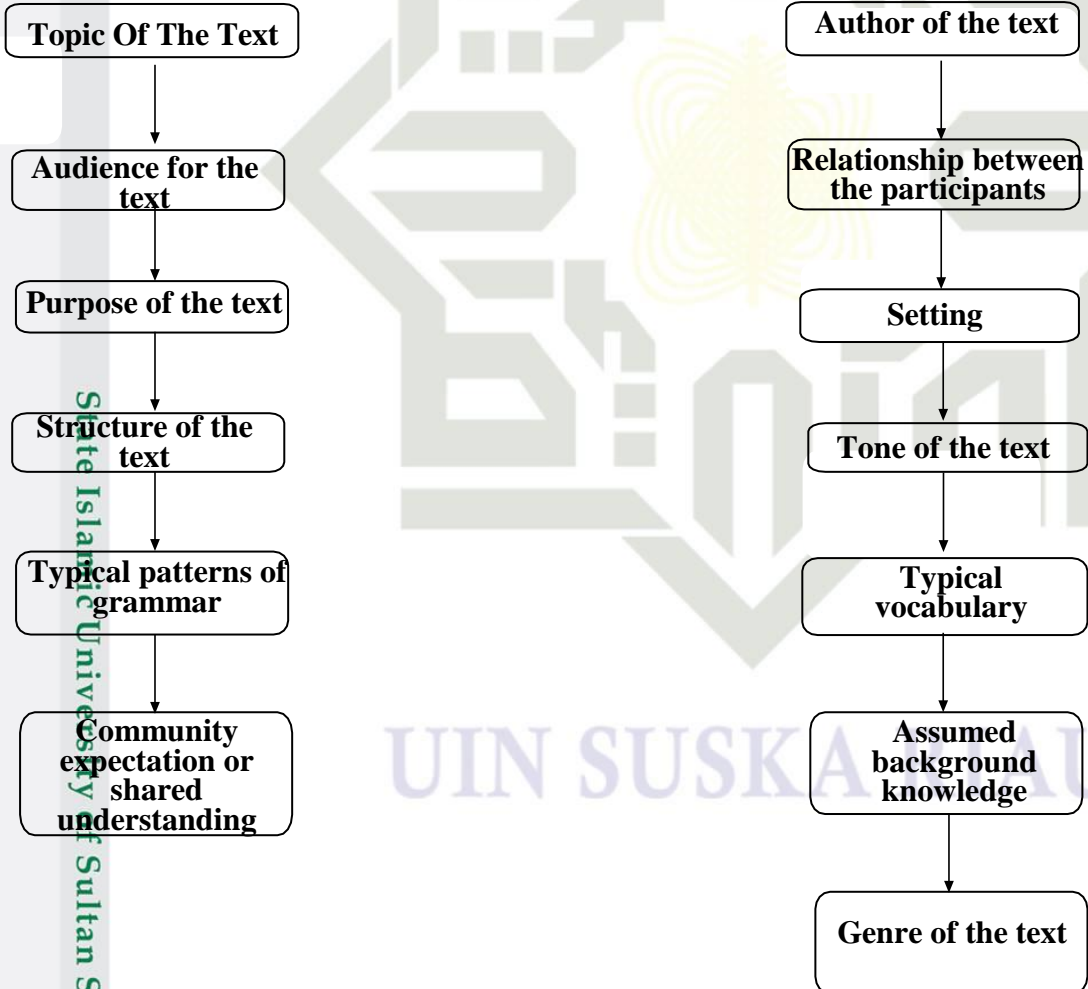 Topic Of The Text
Audience for the
text
Purpose of the text
Structure of the
text
Typical patterns of
grammar
Community
expectation or
shared
understanding
Author of the text
Relationship between
the participants
Setting
Tone of the text
Typical
vocabulary
Assumed
background
knowledge
Genre of the text
State Islamic University of Sultan S
UIN SUSKA RIAU